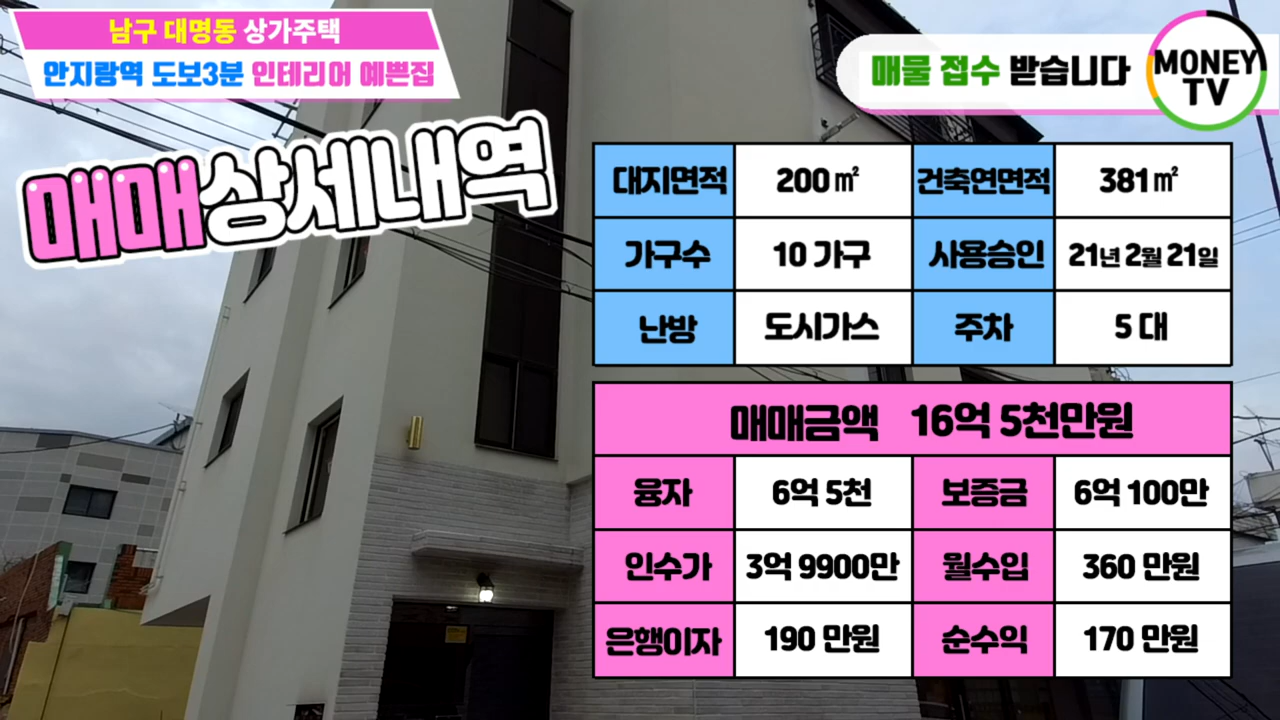 남구 대명동 상가주택
안지랑역 도보3분 인테리어 예쁜집
매물 접수 받습니다
MONEY
TV
매매상세내역
대지면적 200㎡ 건축연면적 381㎡
가구수 10 가구 사용승인 21년 2월 21일
난방 도시가스 주차 5 대
매매금액 16억 5천만원
융자 6억 5천 보증금 6억 100만
인수가 3억 9900만 월수입 360 만원
은행이자 190 만원 순수익 170 만원